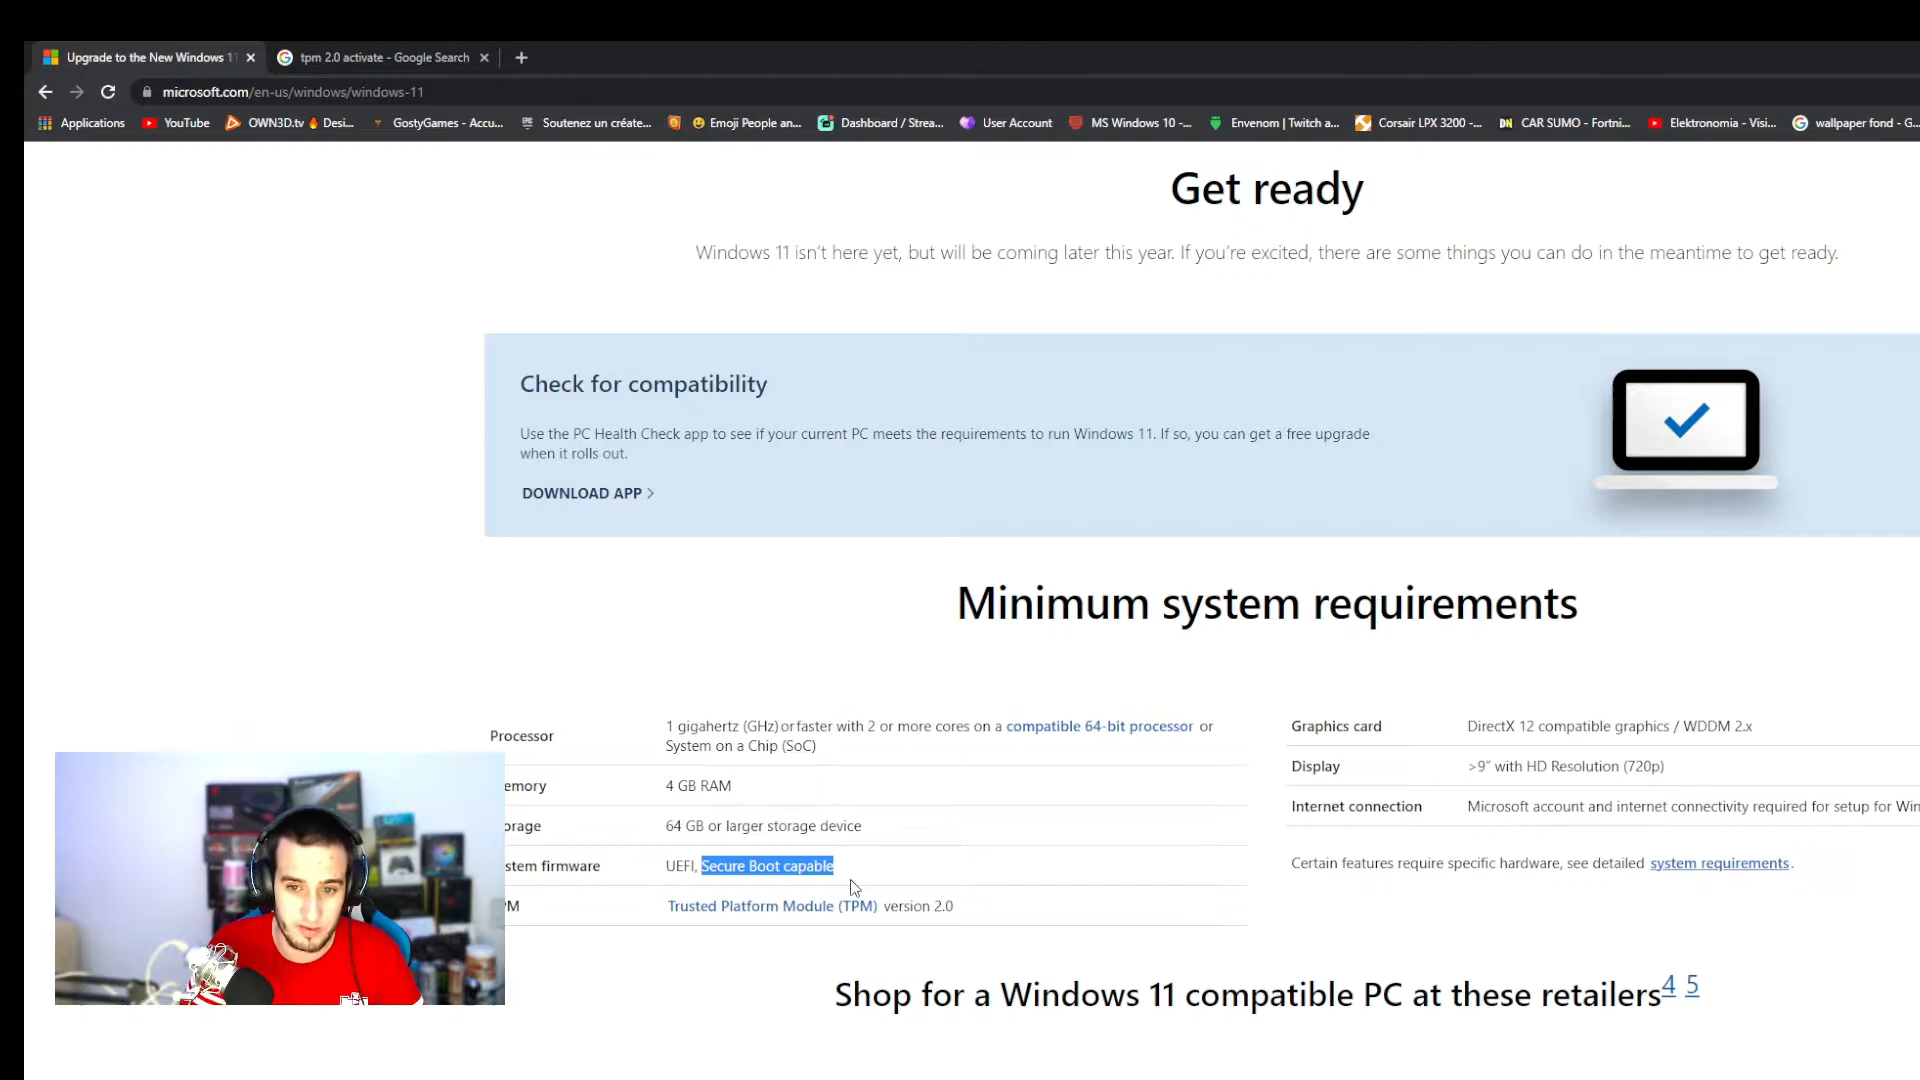 Upgrade to the New Windows 1
tpm 2.0 activate - Google Search
microsoft.com/en-us/windows/windows-11
Applications YouTube OWN3D.tv 🔥 Desi... GostyGames - Accu... Soutenez un créate... 😀 Emoji People an... Dashboard / Strea... User Account MS Windows 10 -... Envenom | Twitch a... Corsair LPX 3200 -... DN CAR SUMO - Fortni... Elektronomia - Visi... wallpaper fond - G...
Get ready
Windows 11 isn't here yet, but will be coming later this year. If you're excited, there are some things you can do in the meantime to get ready.
Check for compatibility
Use the PC Health Check app to see if your current PC meets the requirements to run Windows 11. If so, you can get a free upgrade
when it rolls out.
DOWNLOAD APP >
Minimum system requirements
Processor
1 gigahertz (GHz) or faster with 2 or more cores on a compatible 64-bit processor or
System on a Chip (SoC)
emory 4 GB RAM
orage 64 GB or larger storage device
stem firmware UEFI, Secure Boot capable
PM Trusted Platform Module (TPM) version 2.0
Graphics card DirectX 12 compatible graphics / WDDM 2.x
Display >9" with HD Resolution (720p)
Internet connection Microsoft account and internet connectivity required for setup for Win
Certain features require specific hardware, see detailed system requirements.
Shop for a Windows 11 compatible PC at these retailers4 5